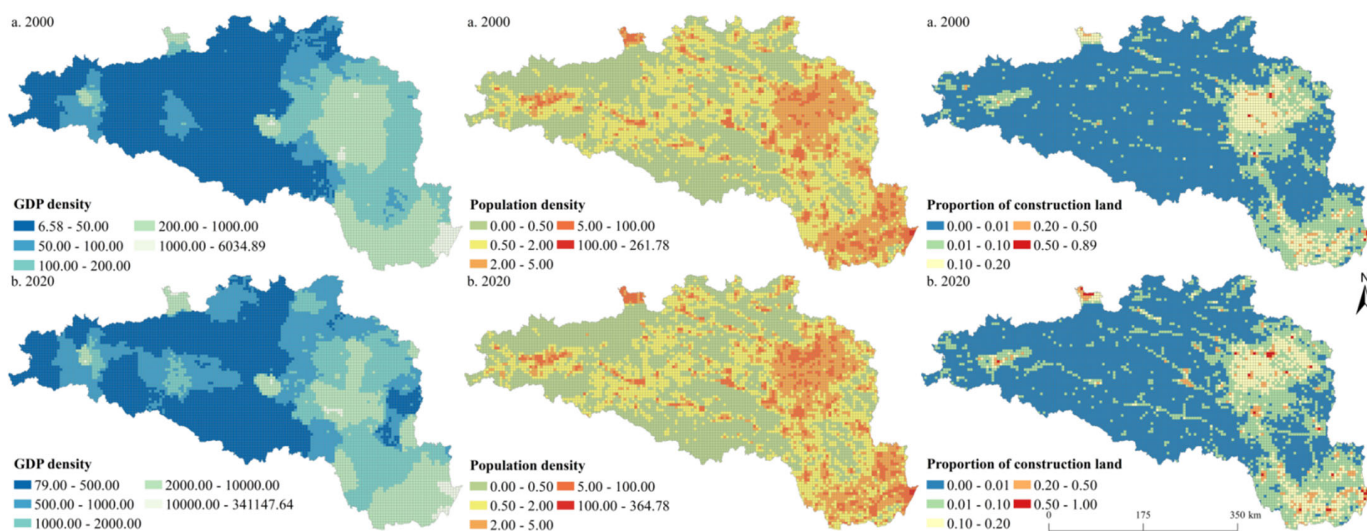 a. 2000
GDP density
6.58 - 50.00
50.00 - 100.00
100.00 - 200.00
200.00 - 1000.00
1000.00 - 6034.89
a. 2000
Population density
0.00 - 0.50
0.50 - 2.00
2.00 - 5.00
5.00 - 100.00
100.00 - 261.78
a. 2000
Proportion of construction land
0.00 - 0.01
0.01 - 0.10
0.10 - 0.20
0.20 - 0.50
0.50 - 0.89
b. 2020
GDP density
79.00 - 500.00
500.00 - 1000.00
1000.00 - 2000.00
2000.00 - 10000.00
10000.00 - 341147.64
b. 2020
Population density
0.00 - 0.50
0.50 - 2.00
2.00 - 5.00
5.00 - 100.00
100.00 - 364.78
b. 2020
N
Proportion of construction land
0.00 - 0.01
0.01 - 0.10
0.10 - 0.20
0.20 - 0.50
0.50 - 1.00
0 175 350 km